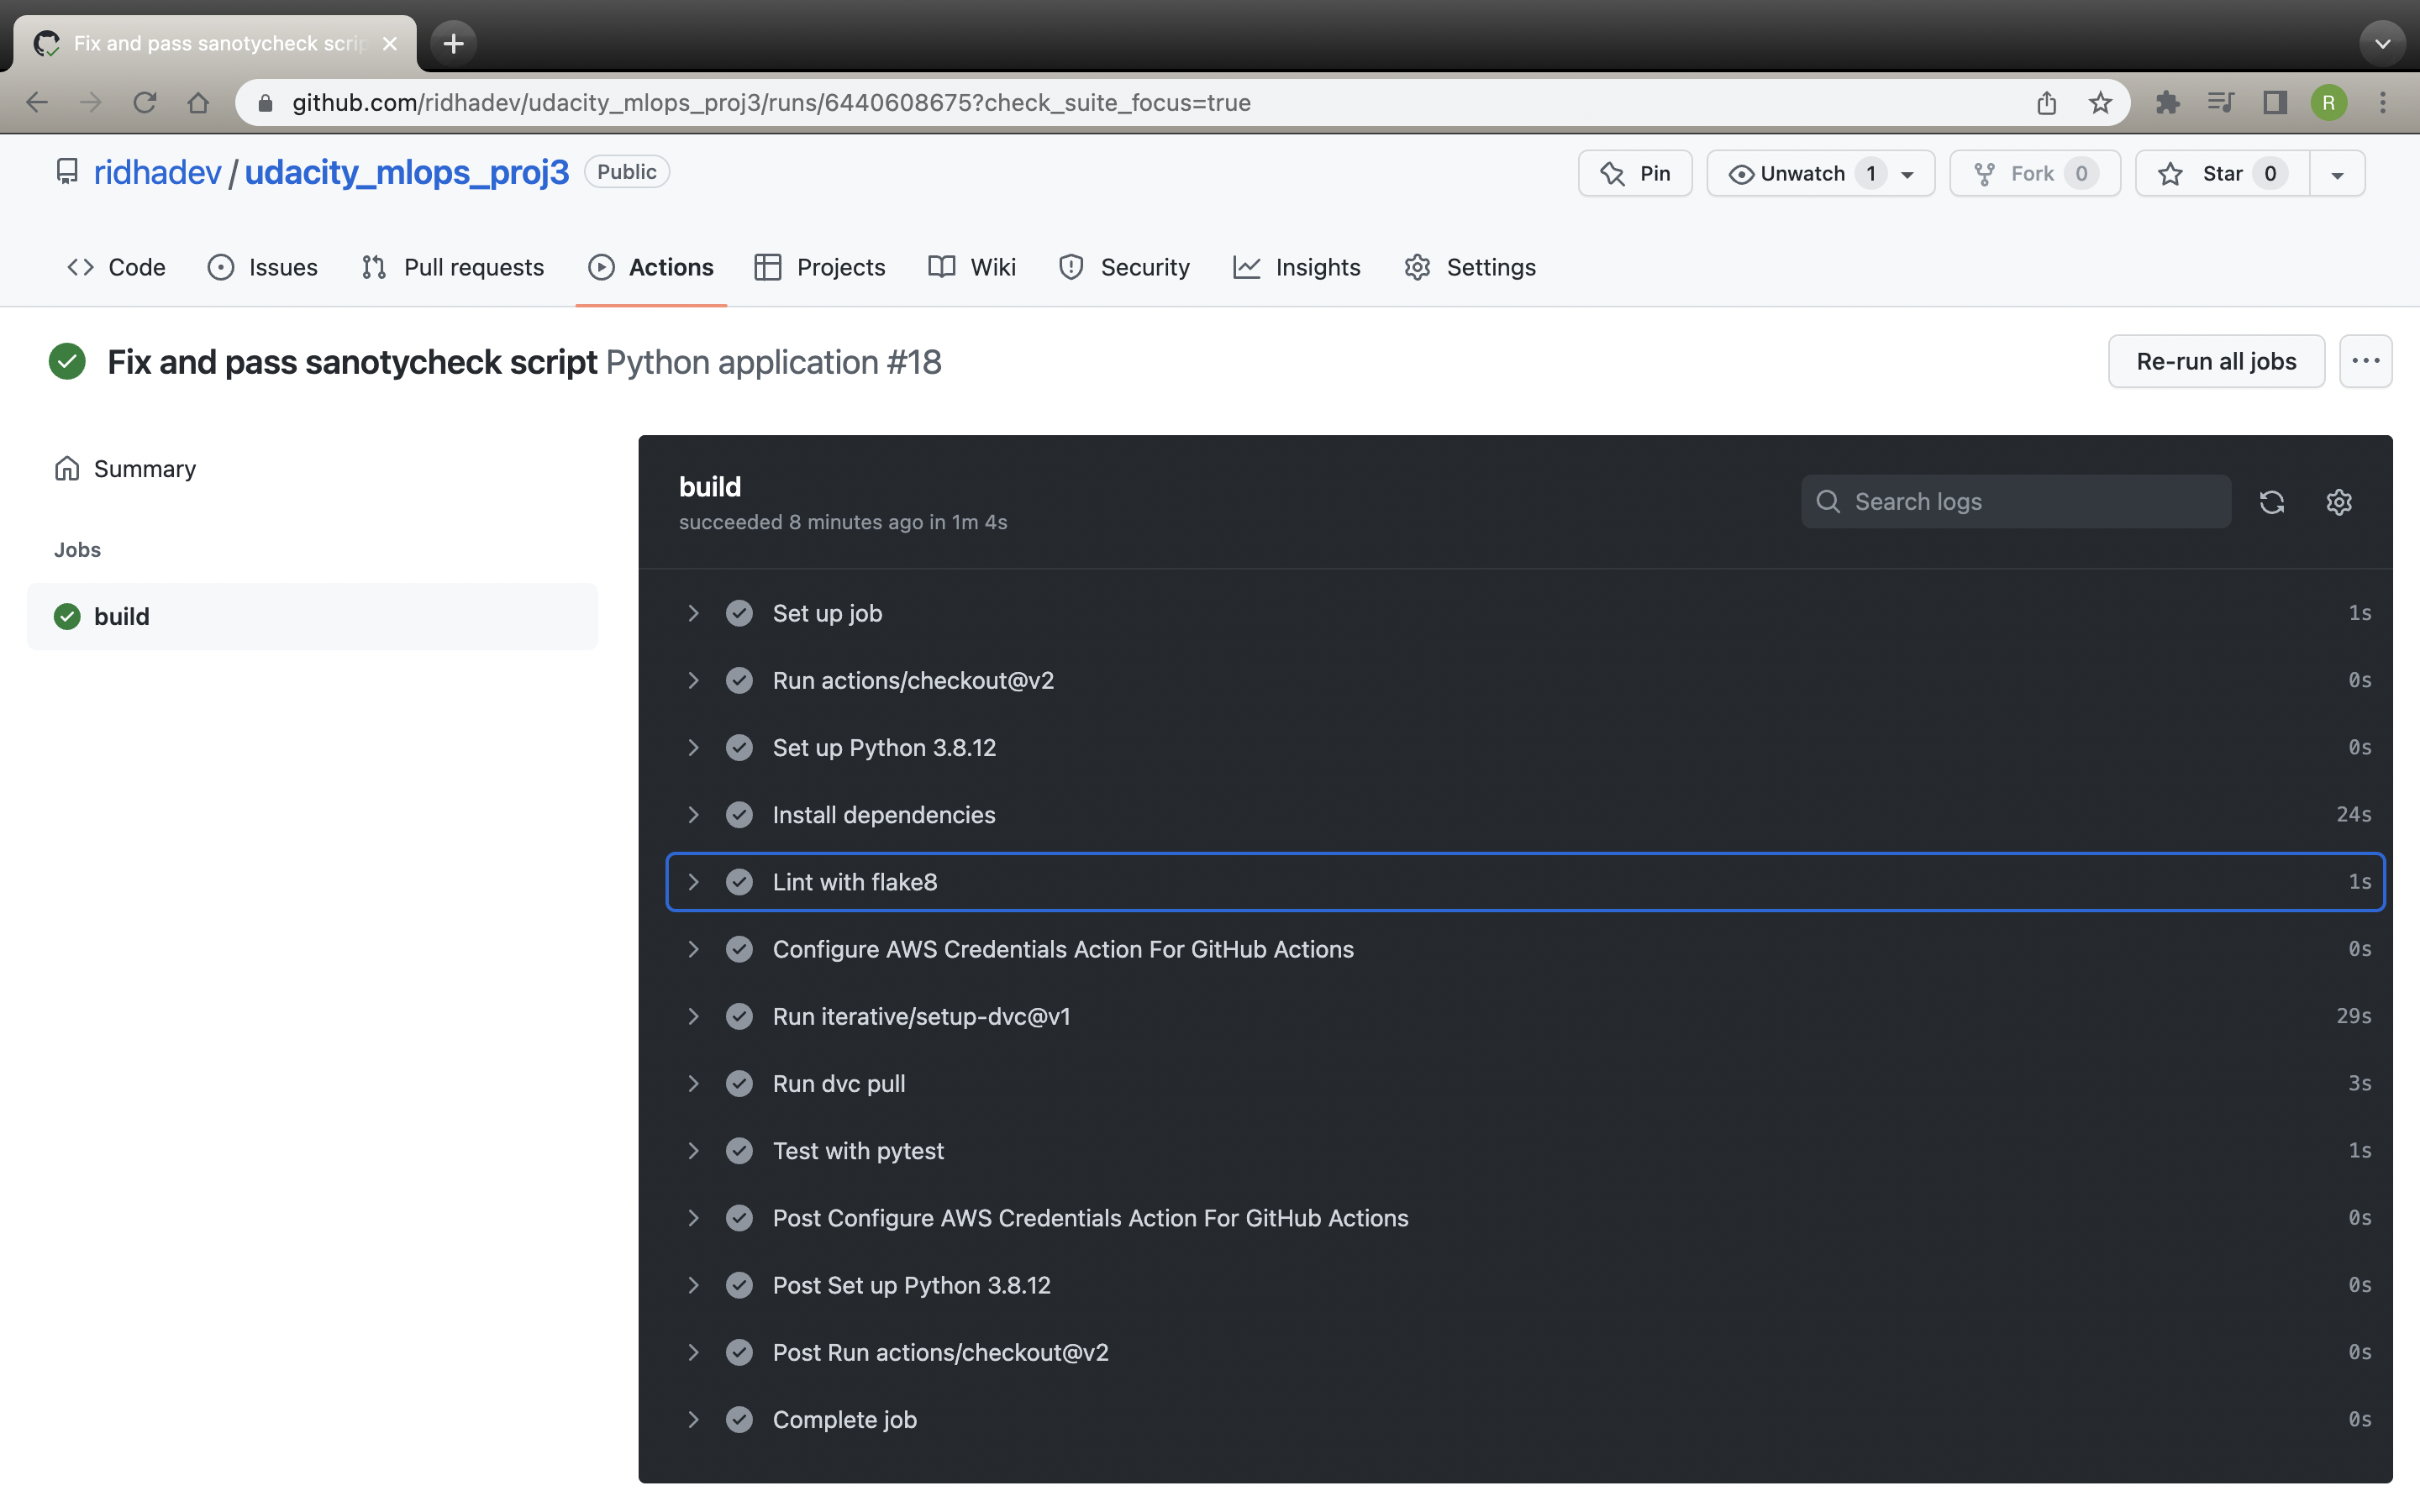 Fix and pass sanotycheck scrip
github.com/ridhadev/udacity_mlops_proj3/runs/6440608675?check_suite_focus=true
R
ridhadev / udacity_mlops_proj3 Public
Pin
Unwatch 1
Fork 0
Star 0
Code
Issues
Pull requests
Actions
Projects
Wiki
Security
Insights
Settings
Fix and pass sanotycheck script Python application #18
Re-run all jobs
Summary
Jobs
build
build
succeeded 8 minutes ago in 1m 4s
Search logs
Set up job 1s
Run actions/checkout@v2 0s
Set up Python 3.8.12 0s
Install dependencies 24s
Lint with flake8 1s
Configure AWS Credentials Action For GitHub Actions 0s
Run iterative/setup-dvc@v1 29s
Run dvc pull 3s
Test with pytest 1s
Post Configure AWS Credentials Action For GitHub Actions 0s
Post Set up Python 3.8.12 0s
Post Run actions/checkout@v2 0s
Complete job 0s